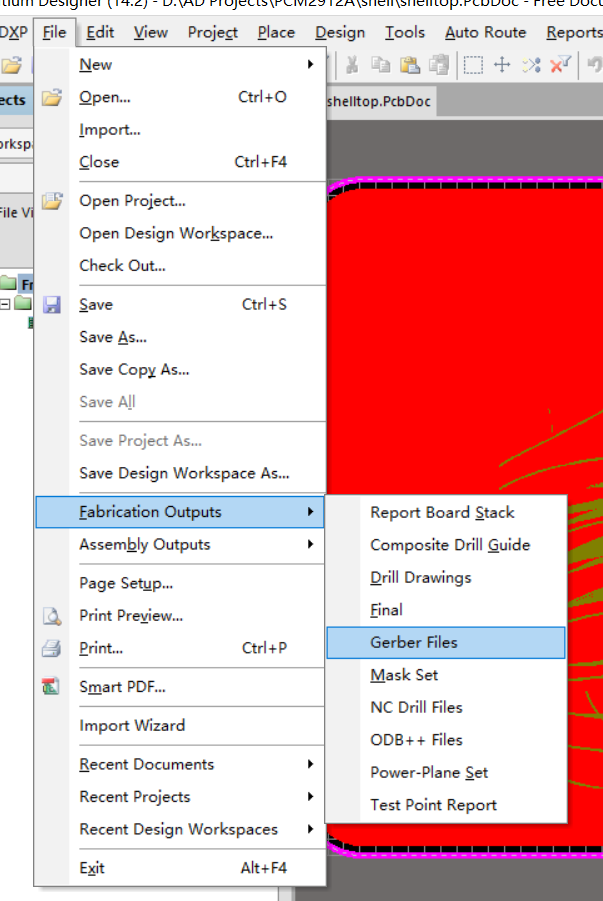 tium Designer (14.2) - D:\AD Projects\PCM2912A\shell\shelltop.PcbDoc - Free Docu
DXP File Edit View Project Place Design Tools Auto Route Reports
ects
shelltop.PcbDoc
orkspa
File Vi
Fr
New
Open... Ctrl+O
Import...
Close Ctrl+F4
Open Project...
Open Design Workspace...
Check Out...
Save Ctrl+S
Save As...
Save Copy As...
Save All
Save Project As...
Save Design Workspace As...
Fabrication Outputs
Assembly Outputs
Page Setup...
Print Preview...
Print... Ctrl+P
Smart PDF...
Import Wizard
Recent Documents
Recent Projects
Recent Design Workspaces
Exit Alt+F4
Report Board Stack
Composite Drill Guide
Drill Drawings
Final
Gerber Files
Mask Set
NC Drill Files
ODB++ Files
Power-Plane Set
Test Point Report